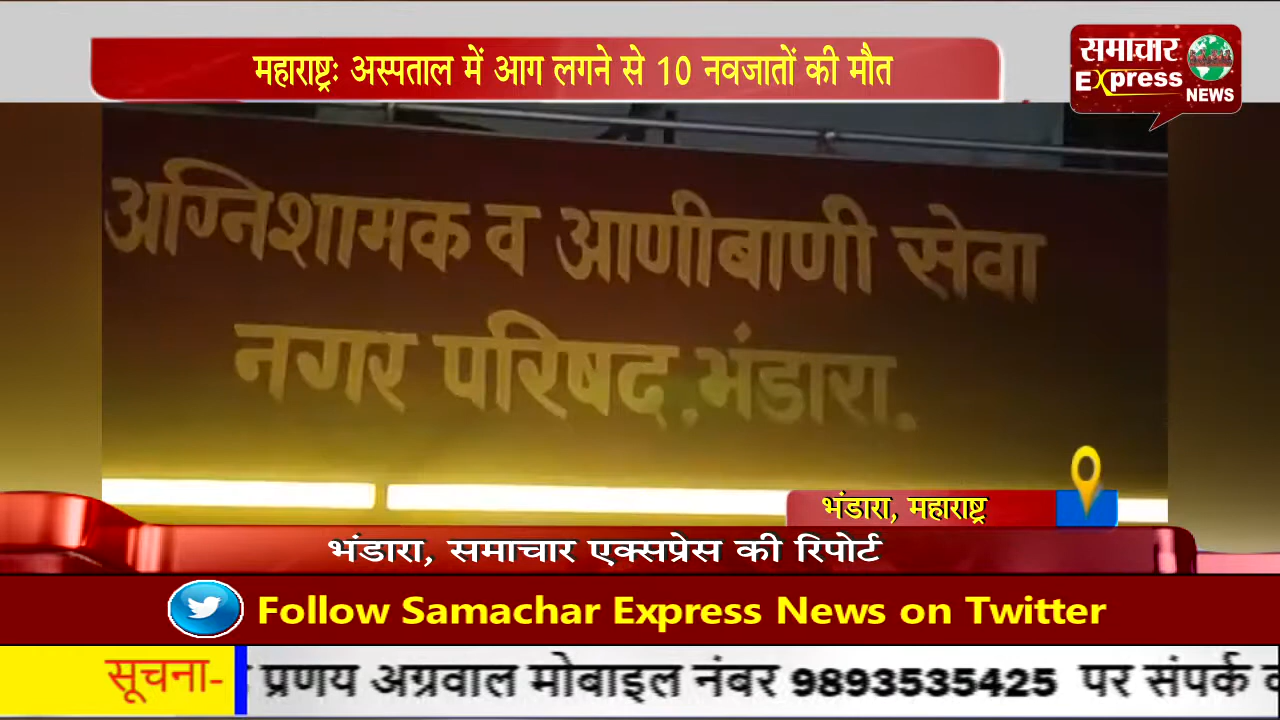 महाराष्ट्रः अस्पताल में आग लगने से 10 नवजातों की मौत
समाचार
Express
NEWS
अग्निशामक व आणीबाणी सेवा
नगर परिषद, भंडारा.
भंडारा, महाराष्ट्र
भंडारा, समाचार एक्सप्रेस की रिपोर्ट
Follow Samachar Express News on Twitter
सूचना- प्रणय अग्रवाल मोबाइल नंबर 9893535425 पर संपर्क